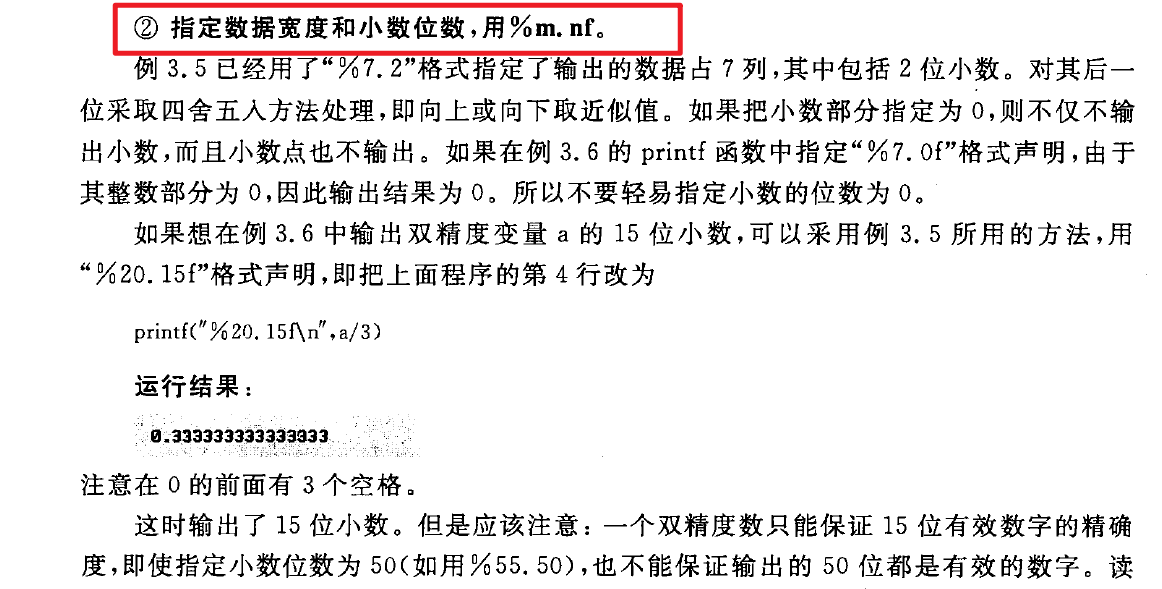 ② 指定数据宽度和小数位数,用%m.nf。
例 3.5 已经用了“%7.2”格式指定了输出的数据占 7 列,其中包括 2 位小数。对其后一
位采取四舍五入方法处理,即向上或向下取近似值。如果把小数部分指定为 0,则不仅不输
出小数,而且小数点也不输出。如果在例 3.6 的 printf 函数中指定“%7.0f”格式声明,由于
其整数部分为 0,因此输出结果为 0。所以不要轻易指定小数的位数为 0。
如果想在例 3.6 中输出双精度变量 a 的 15 位小数,可以采用例 3.5 所用的方法,用
“%20.15f”格式声明,即把上面程序的第 4 行改为
printf("%20.15f\n",a/3)
运行结果:
0.333333333333333
注意在 0 的前面有 3 个空格。
这时输出了 15 位小数。但是应该注意:一个双精度数只能保证 15 位有效数字的精确
度,即使指定小数位数为 50(如用%55.50),也不能保证输出的 50 位都是有效的数字。读